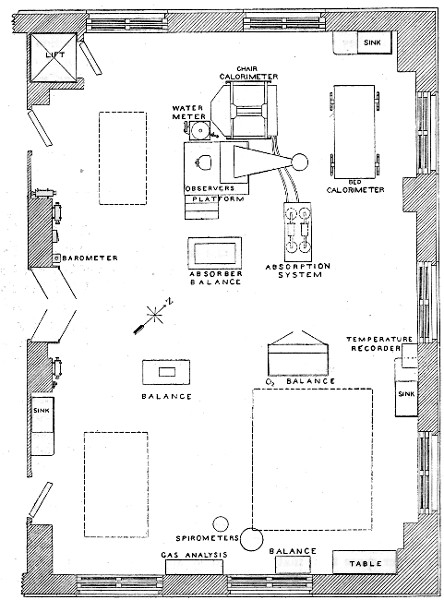 LIFT
SINK
CHAIR
CALORIMETER
WATER
METER
OBSERVERS
PLATFORM
BED
CALORIMETER
BAROMETER
ABSORBER
BALANCE
ABSORPTION
SYSTEM
N
TEMPERATURE
RECORDER
O₂ BALANCE
BALANCE
SINK
SINK
SPIROMETERS
GAS ANALYSIS
BALANCE
TABLE